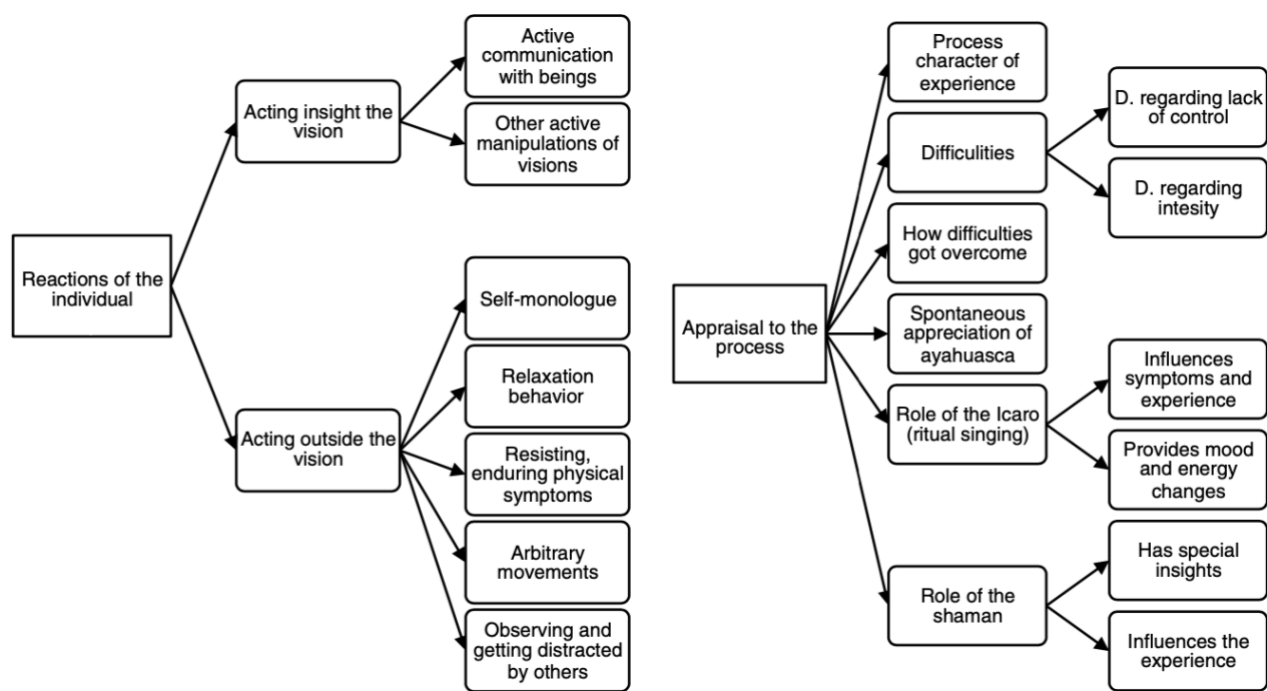 Reactions of the
individual
Acting insight the
vision
Active
communication
with beings
Other active
manipulations of
visions
Acting outside the
vision
Self-monologue
Relaxation
behavior
Resisting,
enduring physical
symptoms
Arbitrary
movements
Observing and
getting distracted
by others
Appraisal to the
process
Process
character of
experience
Difficulities
D. regarding lack
of control
D. regarding
intesity
How difficulties
got overcome
Spontaneous
appreciation of
ayahuasca
Role of the Icaro
(ritual singing)
Influences
symptoms and
experience
Provides mood
and energy
changes
Role of the
shaman
Has special
insights
Influences the
experience